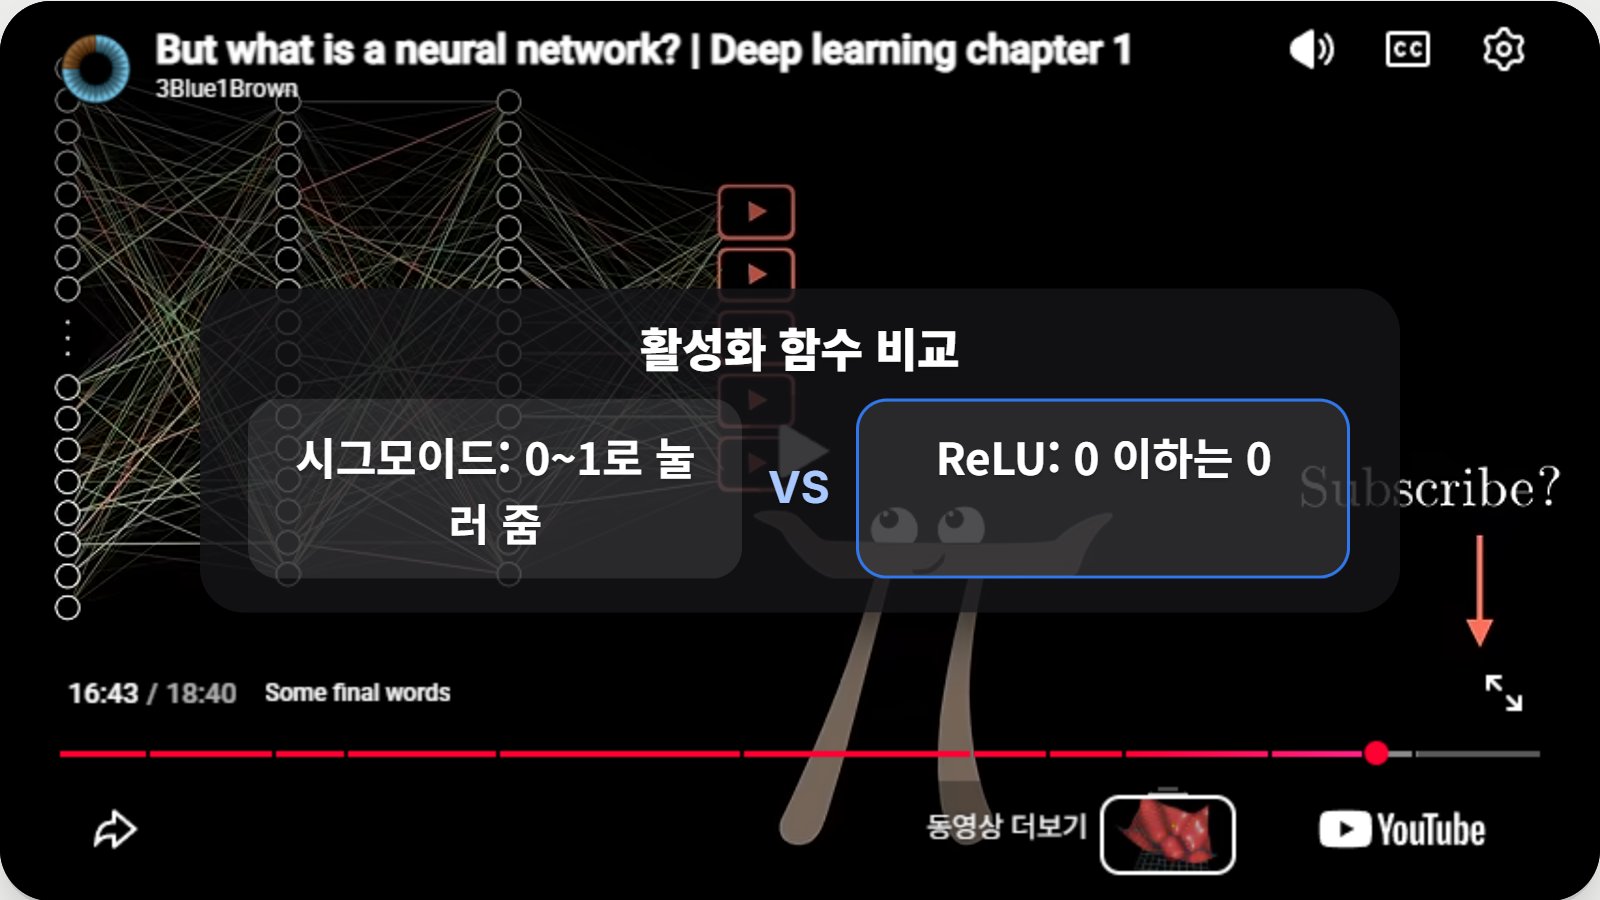 But what is a neural network? | Deep learning chapter 1
3Blue1Brown
CC
활성화 함수 비교
시그모이드: 0~1로 눌
러 줌
VS
ReLU: 0 이하는 0
Subscribe?
16:43 / 18:40 Some final words
동영상 더보기
YouTube